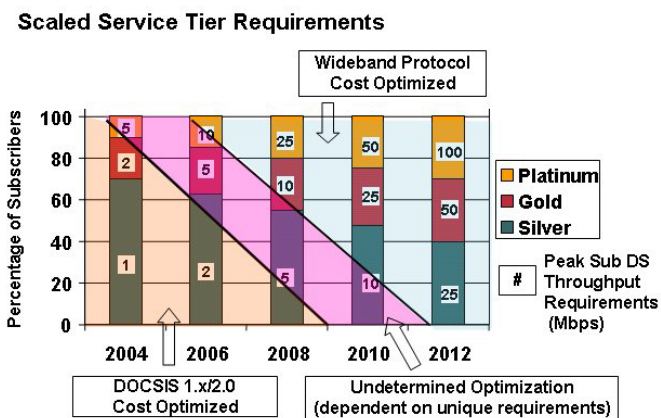 Scaled Service Tier Requirements
Wideband Protocol
Cost Optimized
Percentage of Subscribers
100
80
60
40
20
0
5
2
1
10
5
2
25
10
5
50
25
10
100
50
25
2004
2006
2008
2010
2012
Platinum
Gold
Silver
#
Peak Sub DS
Throughput
Requirements
(Mbps)
DOCSIS 1.x/2.0
Cost Optimized
Undetermined Optimization
(dependent on unique requirements)